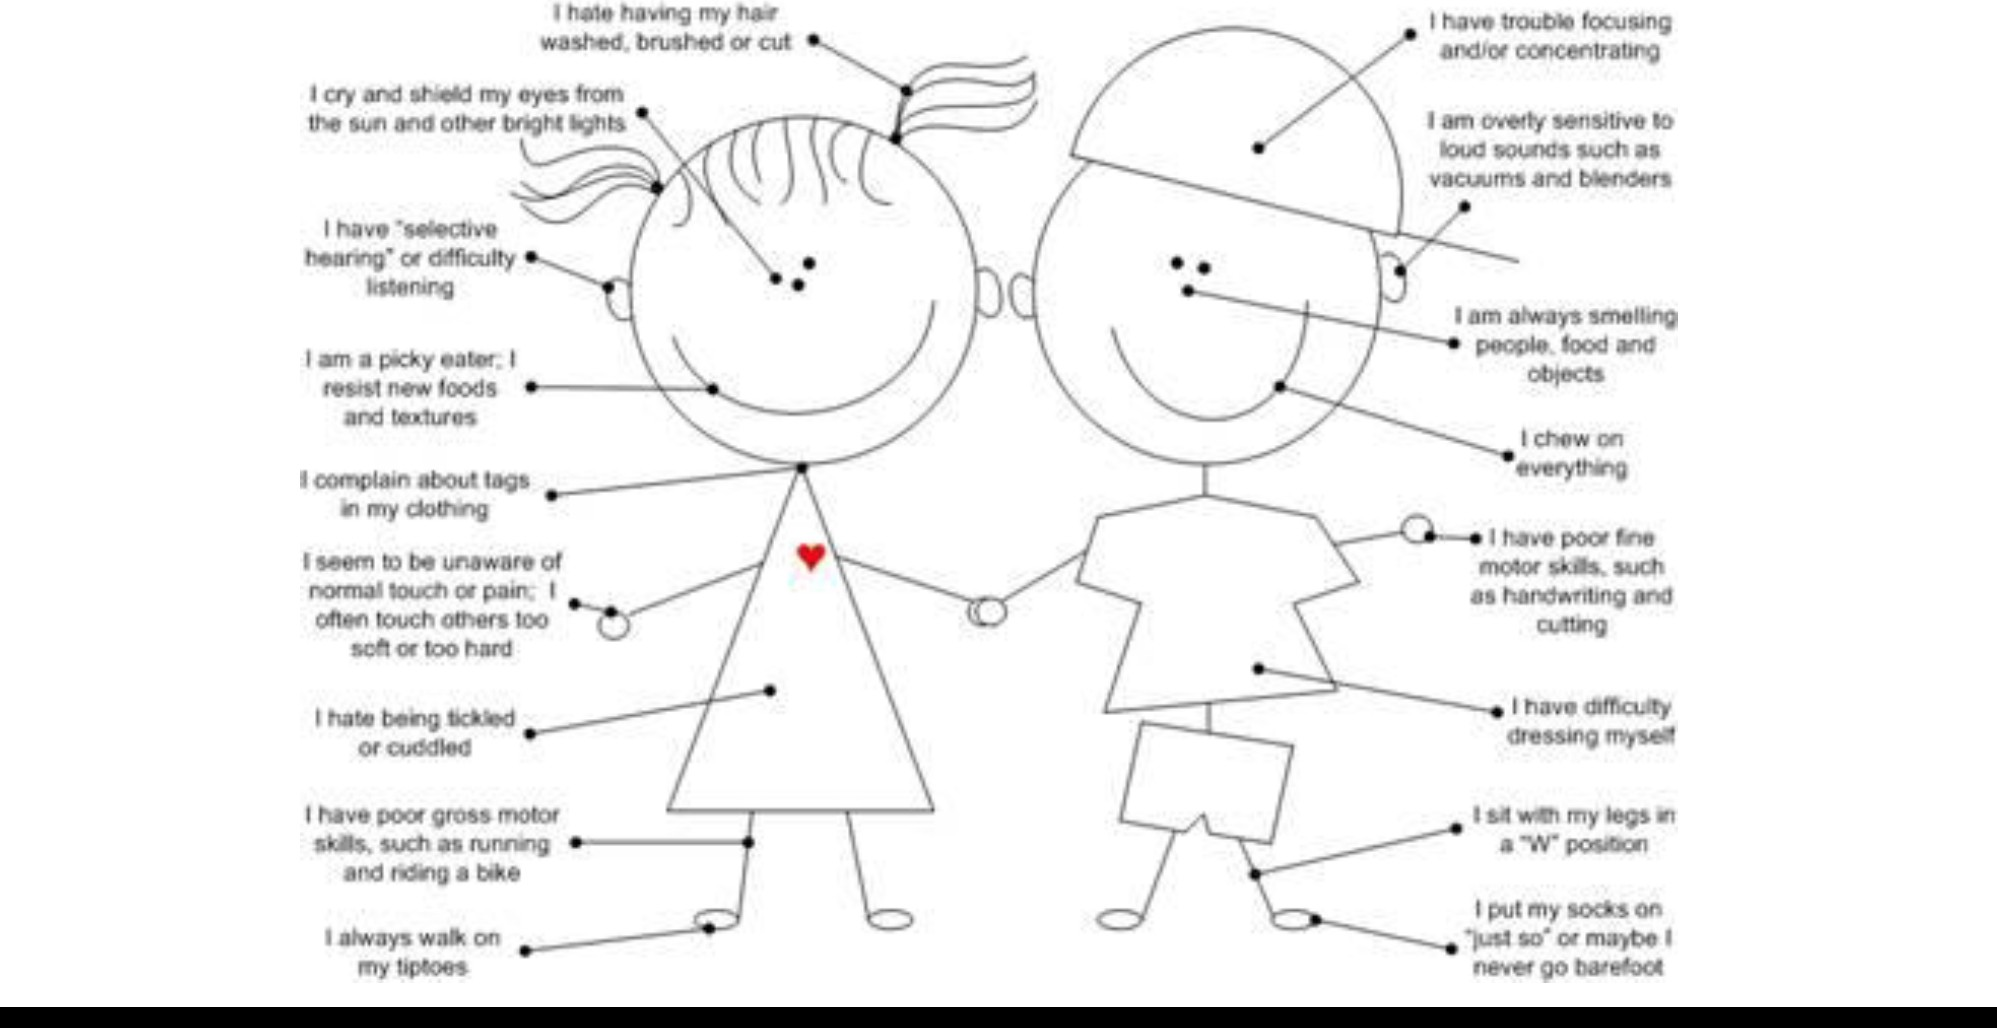 I hate having my hair
washed, brushed or cut
I cry and shield my eyes from
the sun and other bright lights
I have "selective
hearing" or difficulty
listening
I am a picky eater; I
resist new foods
and textures
I complain about tags
in my clothing
I seem to be unaware of
normal touch or pain; I
often touch others too
soft or too hard
I hate being tickled
or cuddled
I have poor gross motor
skills, such as running
and riding a bike
I always walk on
my tiptoes
I have trouble focusing
and/or concentrating
I am overly sensitive to
loud sounds such as
vacuums and blenders
I am always smelling
people, food and
objects
I chew on
everything
I have poor fine
motor skills, such
as handwriting and
cutting
I have difficulty
dressing myself
I sit with my legs in
a "W" position
I put my socks on
"just so" or maybe I
never go barefoot